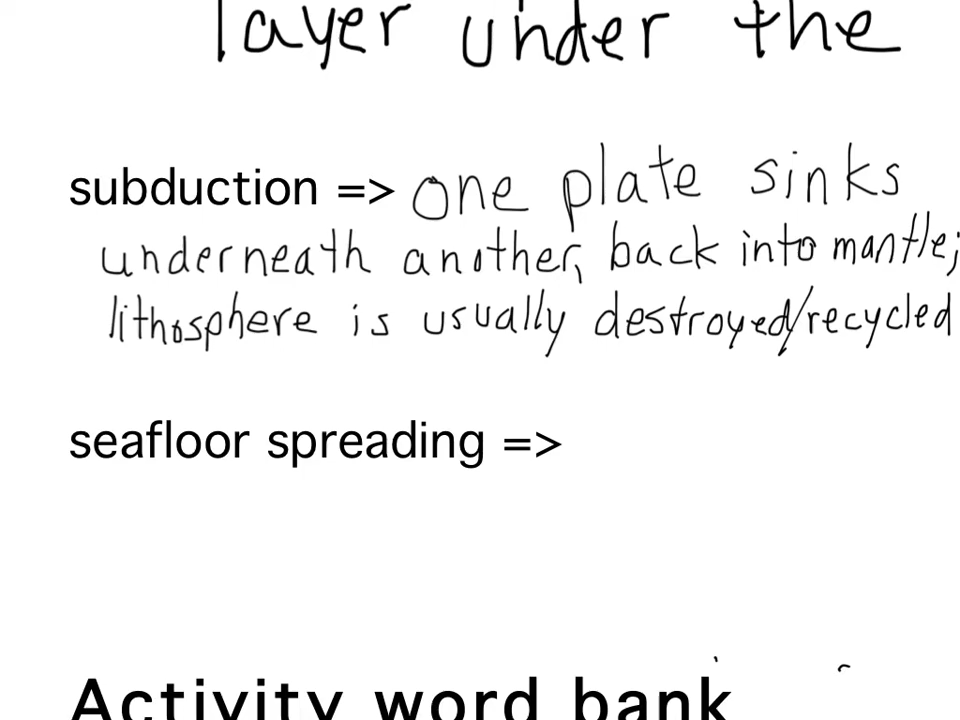 layer under the
subduction => one plate sinks
underneath another, back into mantle;
lithosphere is usually destroyed/recycled
seafloor spreading =>
Activity word bank